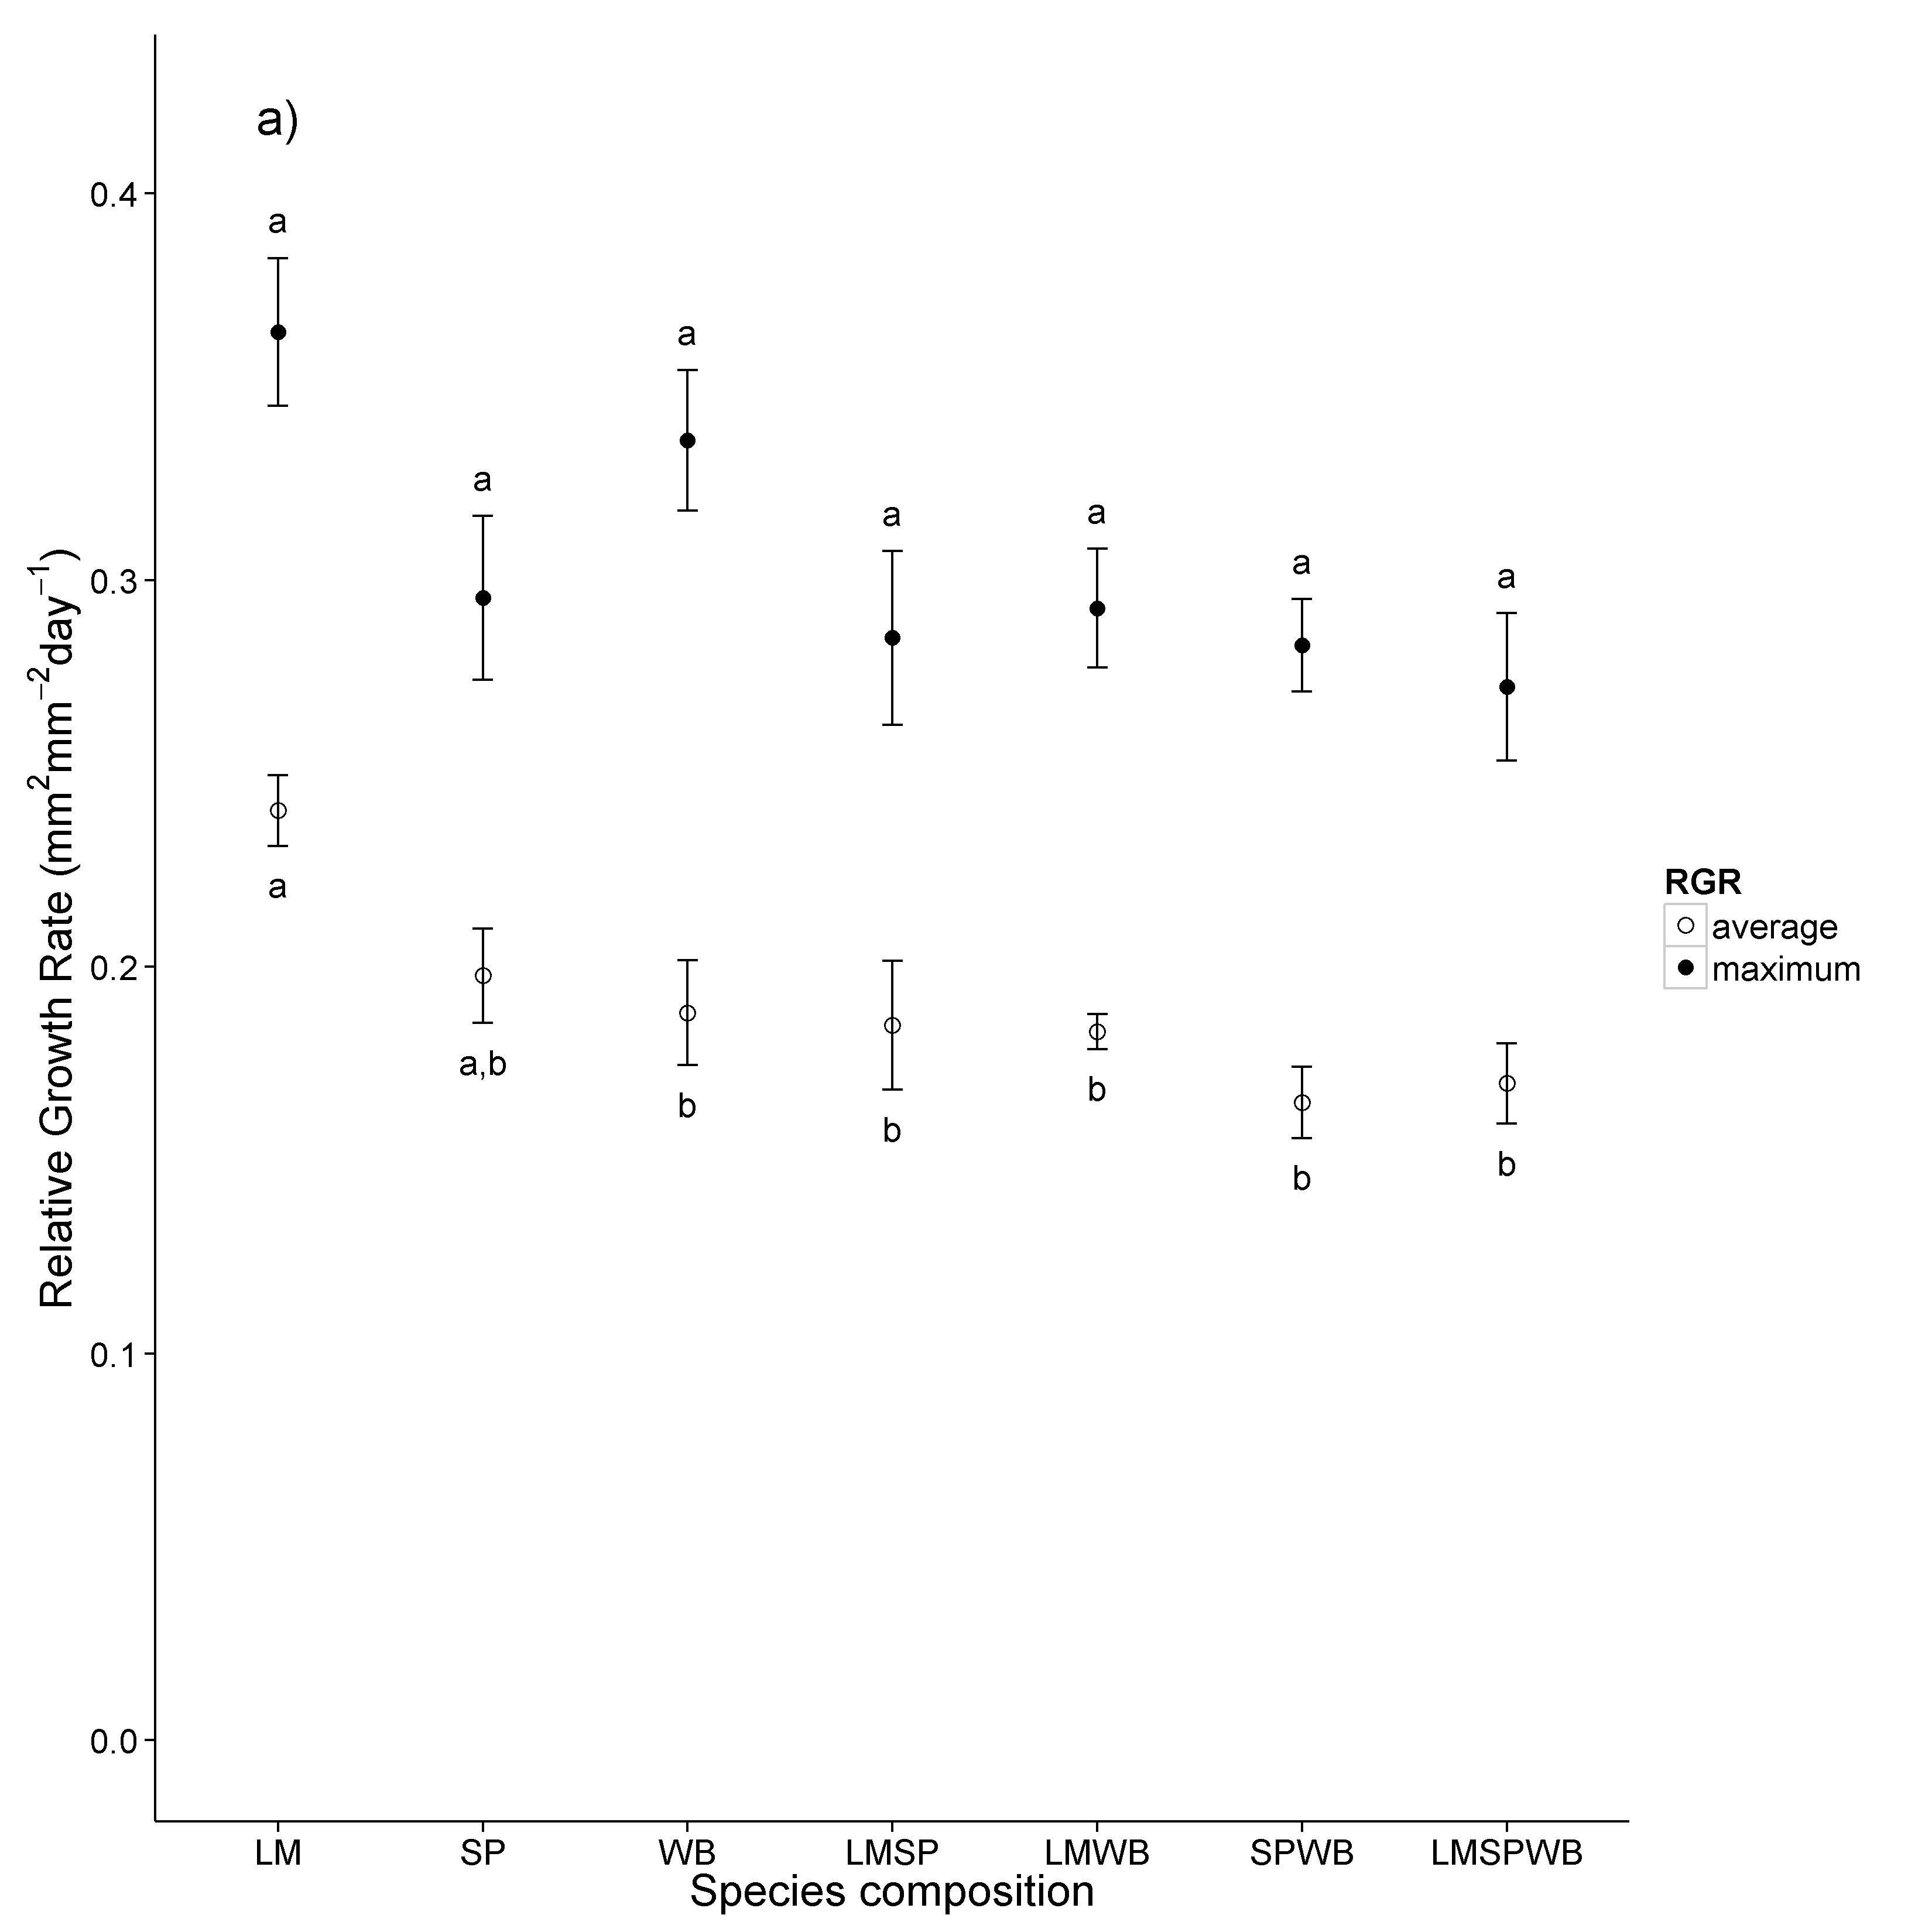 a)
0.4
0.3
0.2
0.1
0.0
Relative Growth Rate (mm²mm⁻²day⁻¹)
a
a
a
a
a
a
a
a
a,b
b
b
b
b
b
LM SP WB LMSP LMWB SPWB LMSPWB
Species composition
RGR
average
maximum